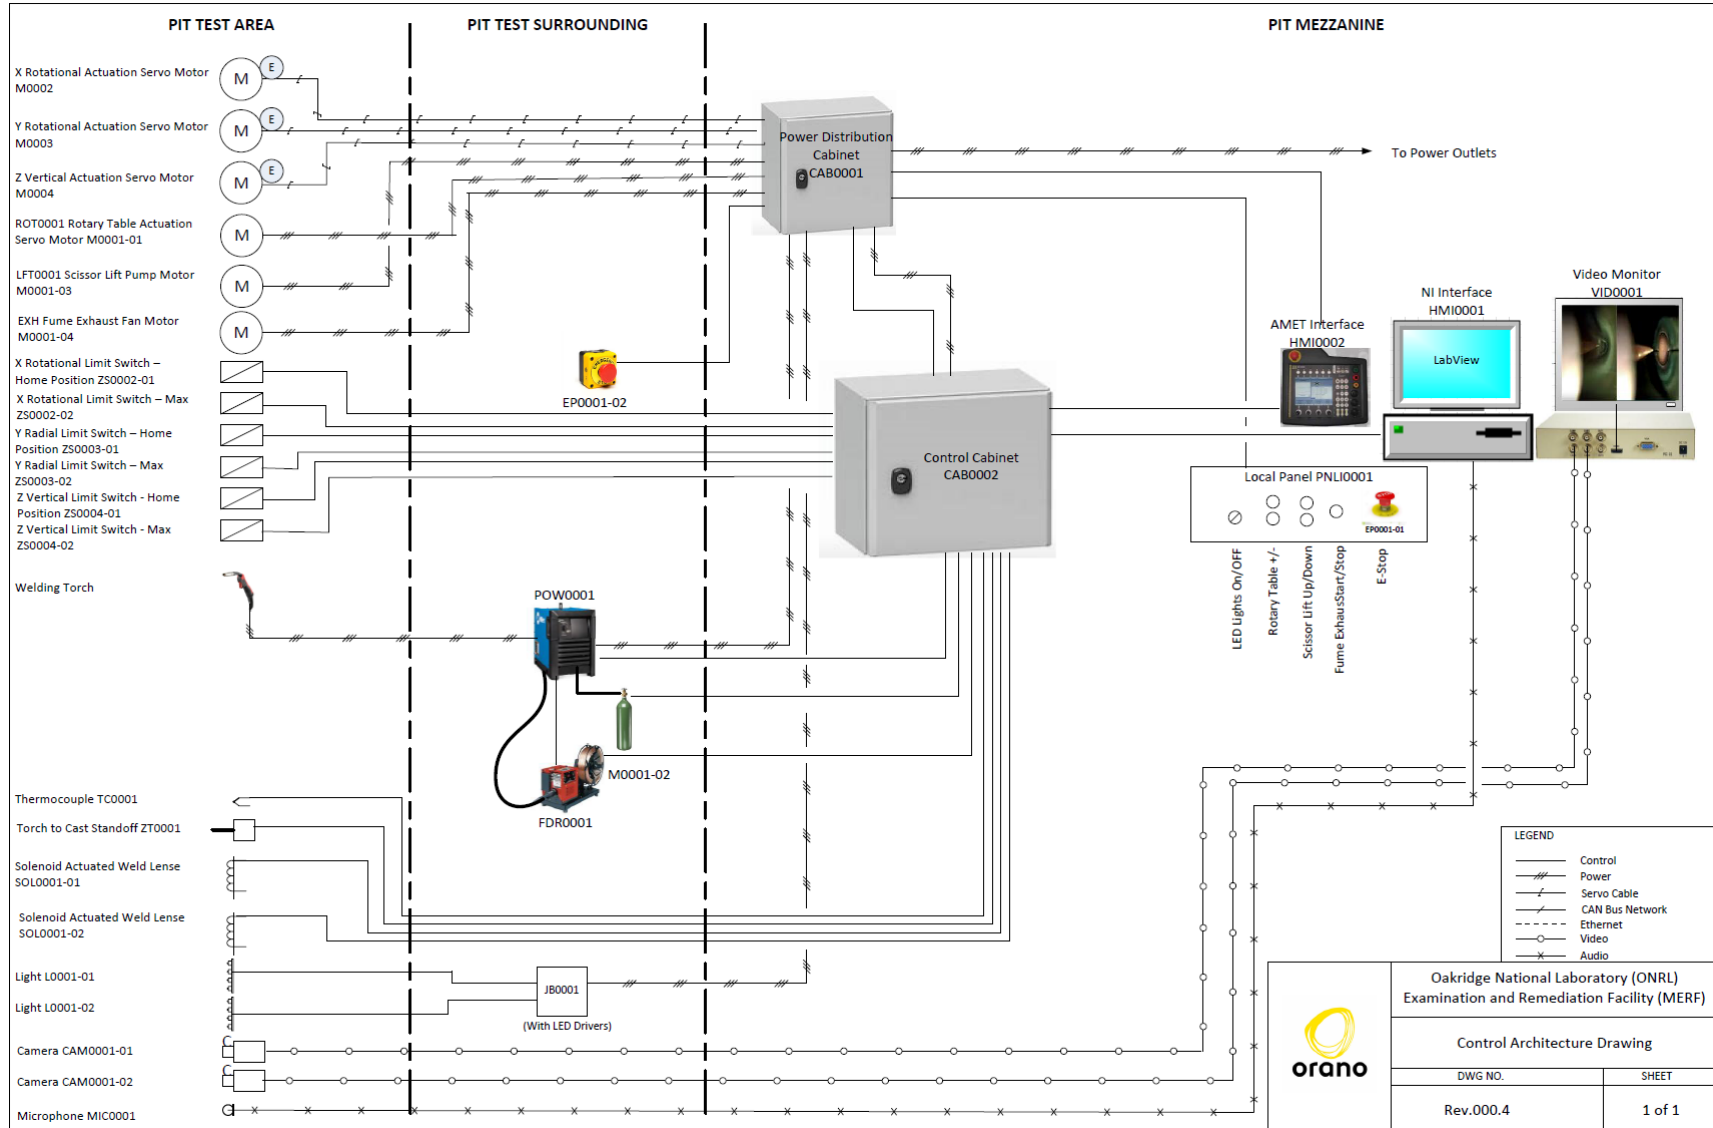 PIT TEST AREA
PIT TEST SURROUNDING
PIT MEZZANINE
X Rotational Actuation Servo Motor
M0002
M
E
Y Rotational Actuation Servo Motor
M0003
M
E
Z Vertical Actuation Servo Motor
M0004
M
E
ROT0001 Rotary Table Actuation
Servo Motor M0001-01
M
LFT0001 Scissor Lift Pump Motor
M0001-03
M
EXH Fume Exhaust Fan Motor
M0001-04
M
X Rotational Limit Switch –
Home Position ZS0002-01
X Rotational Limit Switch – Max
ZS0002-02
Y Radial Limit Switch – Home
Position ZS0003-01
Y Radial Limit Switch – Max
ZS0003-02
Z Vertical Limit Switch - Home
Position ZS0004-01
Z Vertical Limit Switch - Max
ZS0004-02
Welding Torch
Thermocouple TC0001
Torch to Cast Standoff ZT0001
Solenoid Actuated Weld Lense
SOL0001-01
Solenoid Actuated Weld Lense
SOL0001-02
Light L0001-01
Light L0001-02
Camera CAM0001-01
C
Camera CAM0001-02
C
Microphone MIC0001
EP0001-02
POW0001
M0001-02
FDR0001
JB0001
(With LED Drivers)
Power Distribution
Cabinet
CAB0001
To Power Outlets
Control Cabinet
CAB0002
AMET Interface
HMI0002
NI Interface
HMI0001
LabView
Video Monitor
VID0001
Local Panel PNLI0001
EP0001-01
LED Lights On/OFF
Rotary Table +/-
Scissor Lift Up/Down
Fume ExhausStart/Stop
E-Stop
LEGEND
Control
Power
Servo Cable
CAN Bus Network
Ethernet
Video
Audio
orano
Oakridge National Laboratory (ONRL)
Examination and Remediation Facility (MERF)
Control Architecture Drawing
DWG NO.
SHEET
Rev.000.4
1 of 1